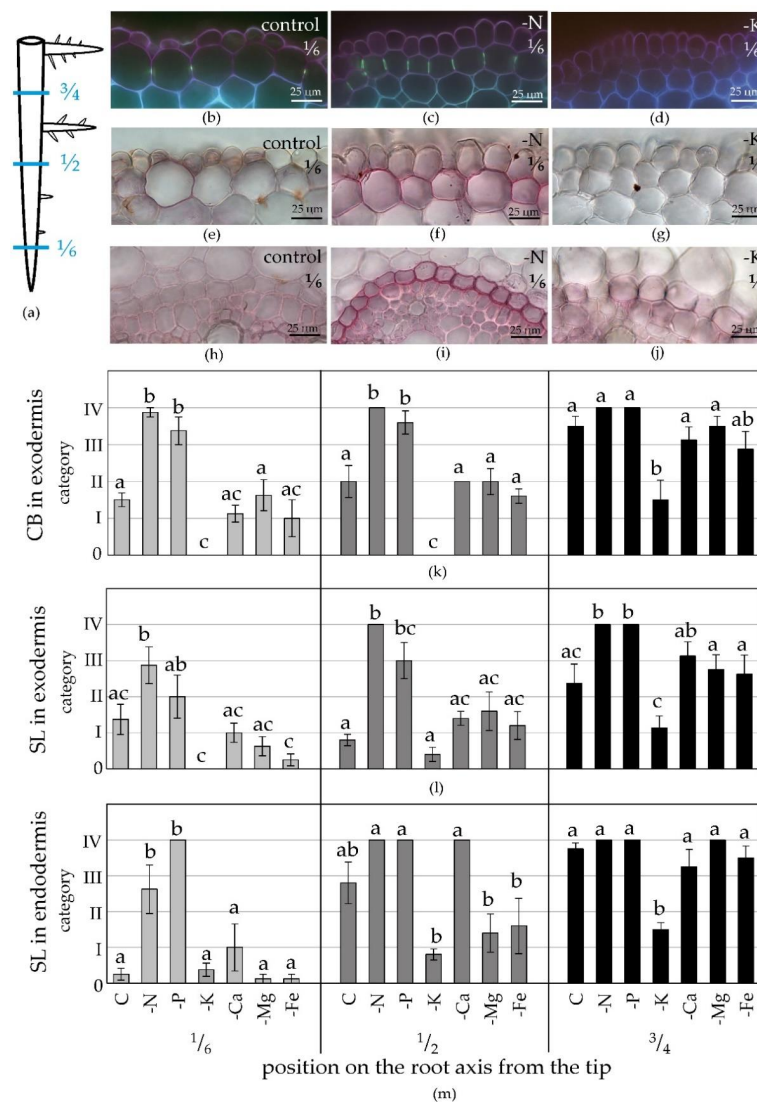 control
1/6
25 µm
(b)
-N
1/6
25 µm
(c)
-K
1/6
25 µm
(d)
3/4
1/2
1/6
(a)
control
1/6
25 µm
(e)
-N
1/6
25 µm
(f)
-K
25 µm
(g)
control
1/6
25 µm
(h)
-N
1/6
25 µm
(i)
-K
25 µm
(j)
CB in exodermis
category
IV
III
II
I
0
a b b c ac a ac
a b b c a a a
a a a b a a ab
(k)
SL in exodermis
category
IV
III
II
I
0
ac b ab c ac ac c
a b bc a ac ac ac
ac b b c ab a a
(l)
SL in endodermis
category
IV
III
II
I
0
a b b a a a a
ab a a b a b b
a a a b a a a
C -N -P -K -Ca -Mg -Fe
C -N -P -K -Ca -Mg -Fe
C -N -P -K -Ca -Mg -Fe
1/6 1/2 3/4
position on the root axis from the tip
(m)